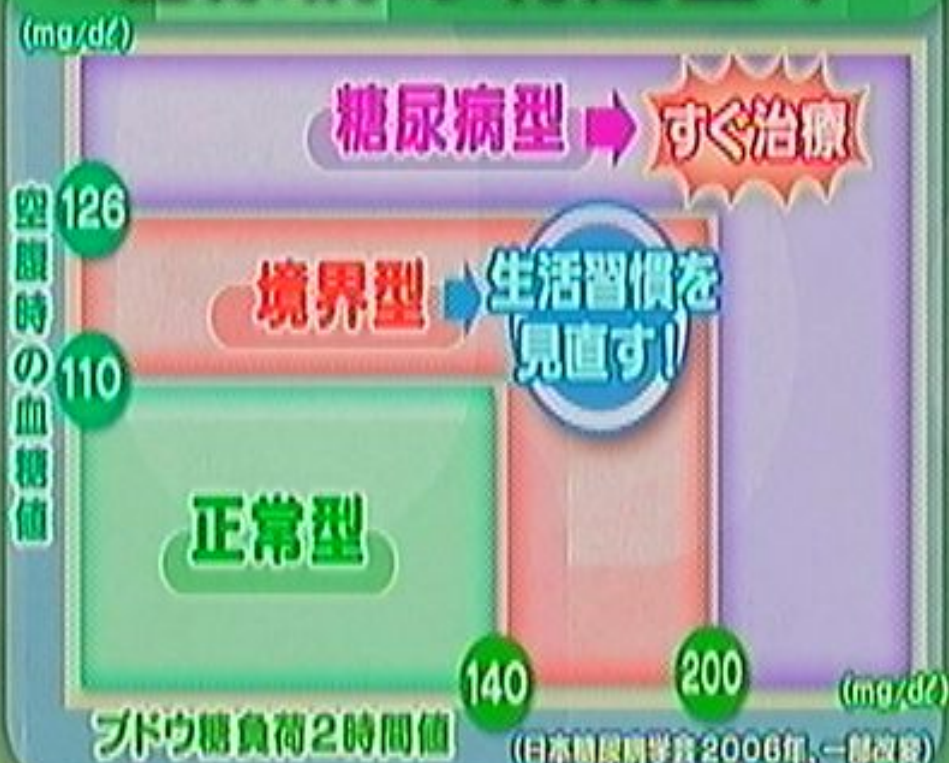 (mg/dℓ)
糖尿病型
すぐ治療
126
空腹時の血糖値
境界型
生活習慣を
見直す!
110
正常型
140
200
(mg/dℓ)
ブドウ糖負荷2時間値
(日本糖尿病学会2006年、一部改変)